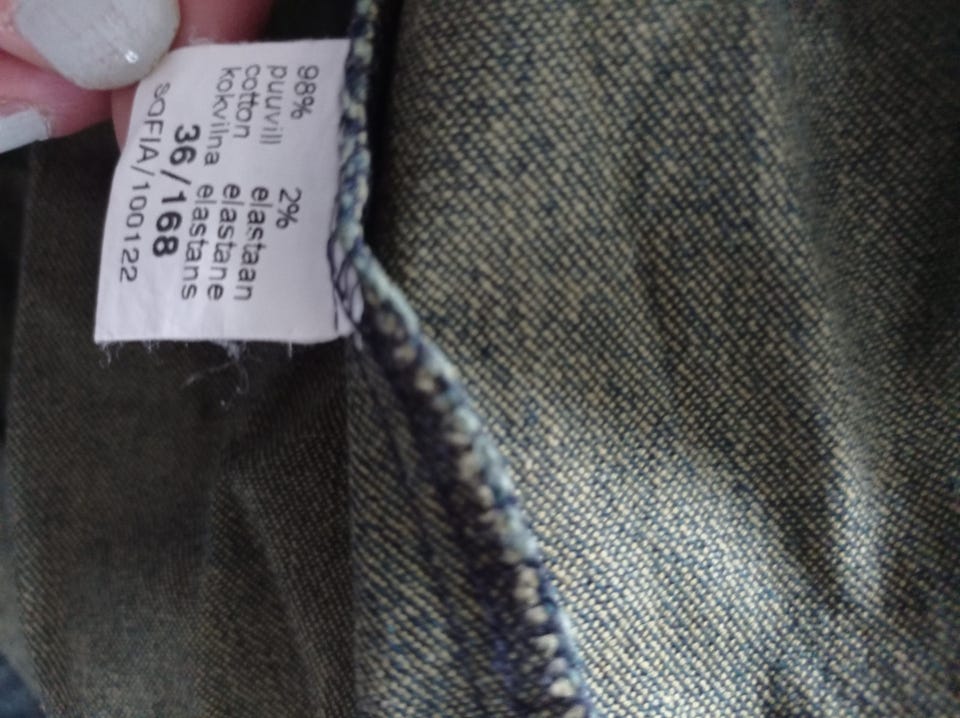 98% 2%
puuvill elastaan
cotton elastane
kokvilna elastans
36/168
SOFIA/100122